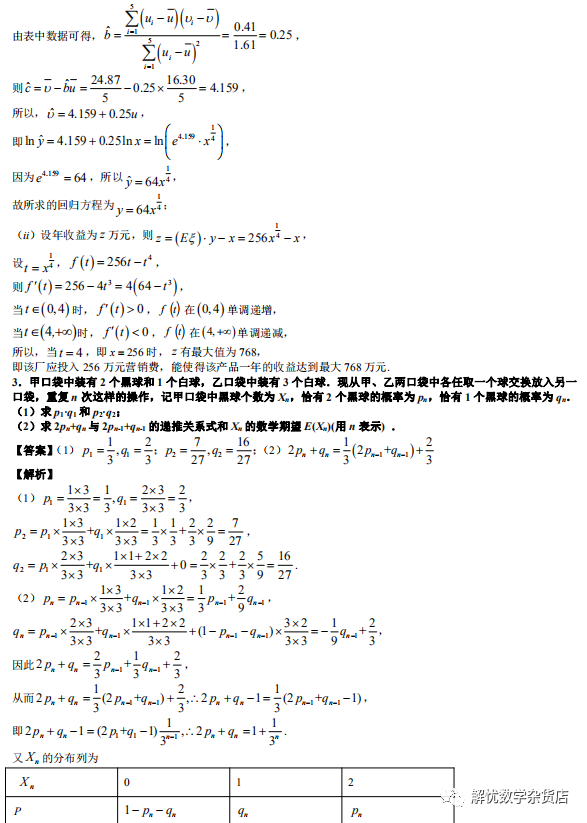 由表中数据可得，b̂ = ∑_{i=1}^{5}(u_i − ū)(υ_i − ῡ) / ∑_{i=1}^{5}(u_i − ū)² = 0.41/1.61 = 0.25，
则ĉ = ῡ − b̂ū = 24.87/5 − 0.25 × 16.30/5 = 4.159，
所以，υ̂ = 4.159 + 0.25u，
即 ln ŷ = 4.159 + 0.25 ln x = ln(e^{4.159} · x^{1/4})，
因为 e^{4.159} = 64，所以 ŷ = 64x^{1/4}，
故所求的回归方程为 y = 64x^{1/4}；
（ii）设年收益为 z 万元，则 z = (Eξ) · y − x = 256x^{1/4} − x，
设 t = x^{1/4}，f(t) = 256t − t⁴，
则 f′(t) = 256 − 4t³ = 4(64 − t³)，
当 t ∈ (0,4) 时，f′(t) > 0，f(t) 在 (0,4) 单调递增，
当 t ∈ (4,+∞) 时，f′(t) < 0，f(t) 在 (4,+∞) 单调递减，
所以，当 t = 4，即 x = 256 时，z 有最大值为 768，
即该厂应投入 256 万元营销费，能使得该产品一年的收益达到最大 768 万元．
3．甲口袋中装有 2 个黑球和 1 个白球，乙口袋中装有 3 个白球．现从甲、乙两口袋中各任取一个球交换放入另一
口袋，重复 n 次这样的操作，记甲口袋中黑球个数为 Xₙ，恰有 2 个黑球的概率为 pₙ，恰有 1 个黑球的概率为 qₙ．
（1）求 p₁·q₁ 和 p₂·q₂；
（2）求 2pₙ+qₙ 与 2pₙ₋₁+qₙ₋₁ 的递推关系式和 Xₙ 的数学期望 E(Xₙ)(用 n 表示) ．
【答案】（1） p₁ = 1/3, q₁ = 2/3；p₂ = 7/27, q₂ = 16/27；（2） 2pₙ + qₙ = 1/3(2pₙ₋₁+qₙ₋₁) + 2/3
【解析】
（1） p₁ = 1×3/3×3 = 1/3, q₁ = 2×3/3×3 = 2/3，
p₂ = p₁ × 1×3/3×3 + q₁ × 1×2/3×3 = 1/3 × 1/3 + 2/3 × 2/9 = 7/27，
q₂ = p₁ × 2×3/3×3 + q₁ × 1×1+2×2/3×3 + 0 = 2/3 × 2/3 + 2/3 × 5/9 = 16/27．
（2） pₙ = pₙ₋₁ × 1×3/3×3 + qₙ₋₁ × 1×2/3×3 = 1/3 pₙ₋₁ + 2/9 qₙ₋₁，
qₙ = pₙ₋₁ × 2×3/3×3 + qₙ₋₁ × 1×1+2×2/3×3 + (1 − pₙ₋₁ − qₙ₋₁) × 3×2/3×3 = − 1/9 qₙ₋₁ + 2/3，
因此 2pₙ + qₙ = 2/3 pₙ₋₁ + 1/3 qₙ₋₁ + 2/3，
从而 2pₙ + qₙ = 1/3(2pₙ₋₁+qₙ₋₁) + 2/3, ∴ 2pₙ + qₙ − 1 = 1/3(2pₙ₋₁+qₙ₋₁ − 1)，
即 2pₙ + qₙ − 1 = (2p₁+q₁ − 1) 1/3ⁿ⁻¹, ∴ 2pₙ + qₙ = 1 + 1/3ⁿ．
又 Xₙ 的分布列为
Xₙ 0 1 2
P 1 − pₙ − qₙ qₙ pₙ
解忧数学杂货店